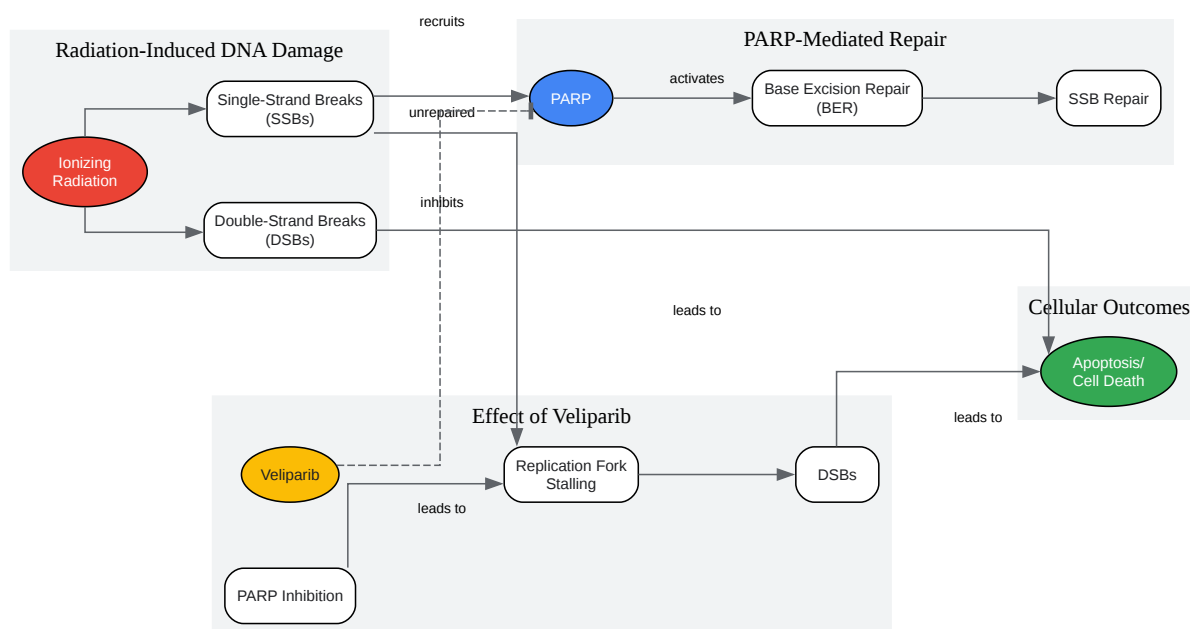 recruits
Radiation-Induced DNA Damage
PARP-Mediated Repair
Single-Strand Breaks
(SSBs)
unrepaired
PARP
activates
Base Excision Repair
(BER)
SSB Repair
Ionizing
Radiation
Double-Strand Breaks
(DSBs)
inhibits
leads to
Cellular Outcomes
Apoptosis/
Cell Death
leads to
Effect of Veliparib
Veliparib
Replication Fork
Stalling
DSBs
leads to
PARP Inhibition